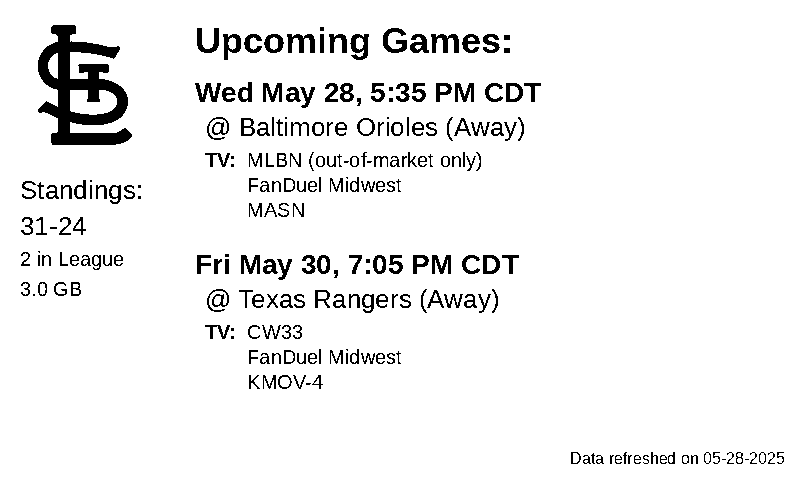 STL
Standings:
31-24
2 in League
3.0 GB
Upcoming Games:
Wed May 28, 5:35 PM CDT
@ Baltimore Orioles (Away)
TV: MLBN (out-of-market only)
FanDuel Midwest
MASN
Fri May 30, 7:05 PM CDT
@ Texas Rangers (Away)
TV: CW33
FanDuel Midwest
KMOV-4
Data refreshed on 05-28-2025